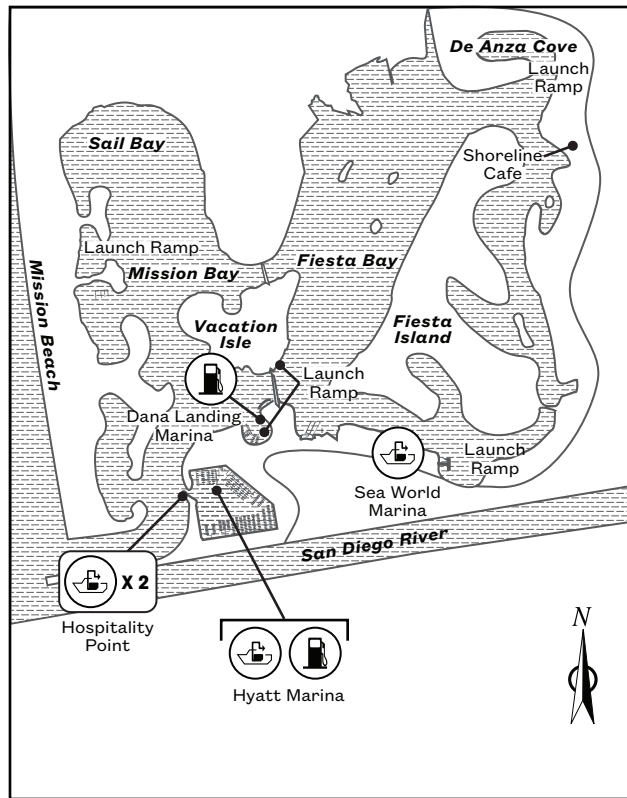 De Anza Cove
Launch
Ramp
Sail Bay
Shoreline
Cafe
Launch Ramp
Mission Bay
Fiesta Bay
Mission Beach
Vacation
Isle
Fiesta
Island
Launch
Ramp
Dana Landing
Marina
Launch
Ramp
Sea World
Marina
San Diego River
X 2
Hospitality
Point
Hyatt Marina
N